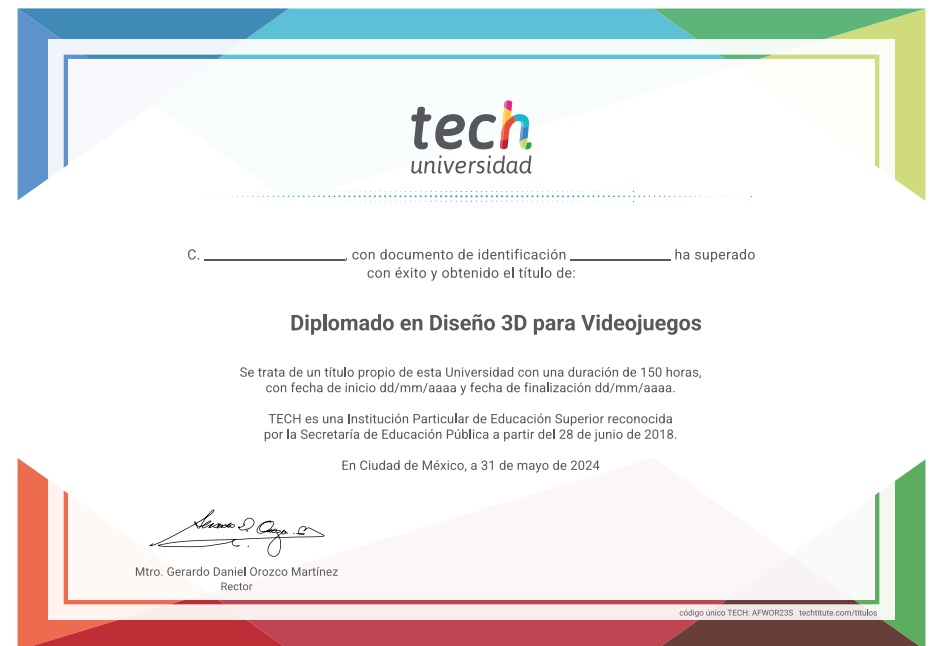 tech
universidad
C. ____________, con documento de identificación ____________ ha superado
con éxito y obtenido el título de:
Diplomado en Diseño 3D para Videojuegos
Se trata de un título propio de esta Universidad con una duración de 150 horas,
con fecha de inicio dd/mm/aaaa y fecha de finalización dd/mm/aaaa.
TECH es una Institución Particular de Educación Superior reconocida
por la Secretaría de Educación Pública a partir del 28 de junio de 2018.
En Ciudad de México, a 31 de mayo de 2024
Mtro. Gerardo Daniel Orozco Martínez
Rector
código único TECH: AFWOR23S techtitute.com/titulos